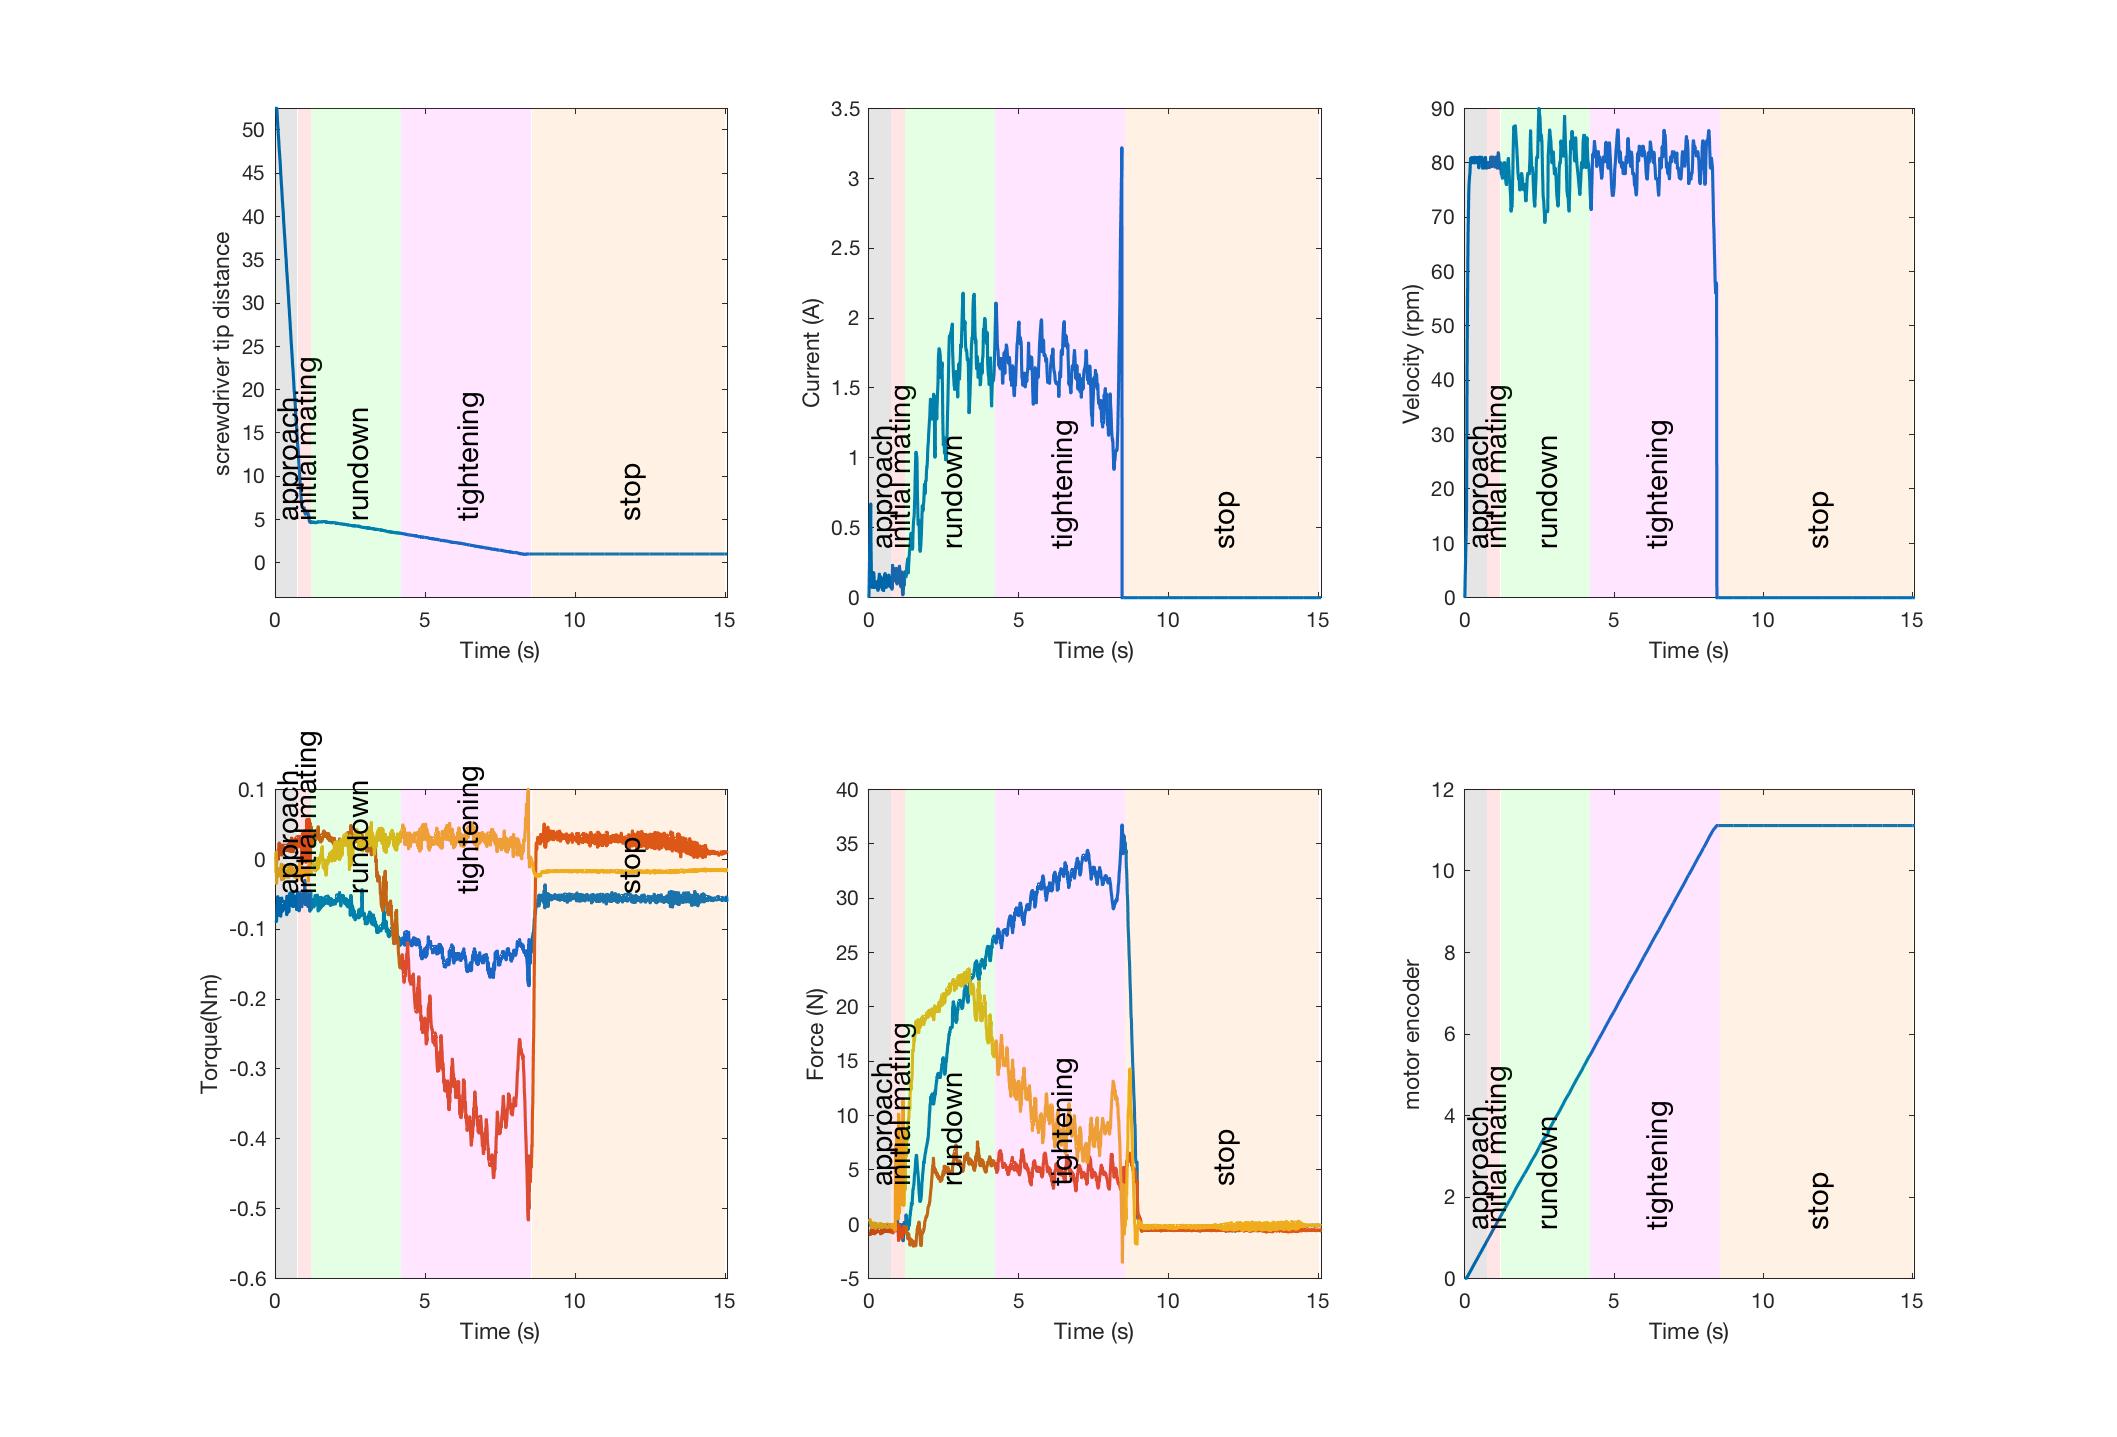 50
45
40
35
30
25
20
15
10
5
0
screwdriver tip distance
approach
initial mating
rundown
tightening
stop
0 5 10 15
Time (s)
3.5
3
2.5
2
1.5
1
0.5
0
Current (A)
approach
initial mating
rundown
tightening
stop
0 5 10 15
Time (s)
90
80
70
60
50
40
30
20
10
0
Velocity (rpm)
approach
initial mating
rundown
tightening
stop
0 5 10 15
Time (s)
0.1
0
-0.1
-0.2
-0.3
-0.4
-0.5
-0.6
Torque(Nm)
approach
initial mating
rundown
tightening
stop
0 5 10 15
Time (s)
40
35
30
25
20
15
10
5
0
-5
Force (N)
approach
initial mating
rundown
tightening
stop
0 5 10 15
Time (s)
12
10
8
6
4
2
0
motor encoder
approach
initial mating
rundown
tightening
stop
0 5 10 15
Time (s)